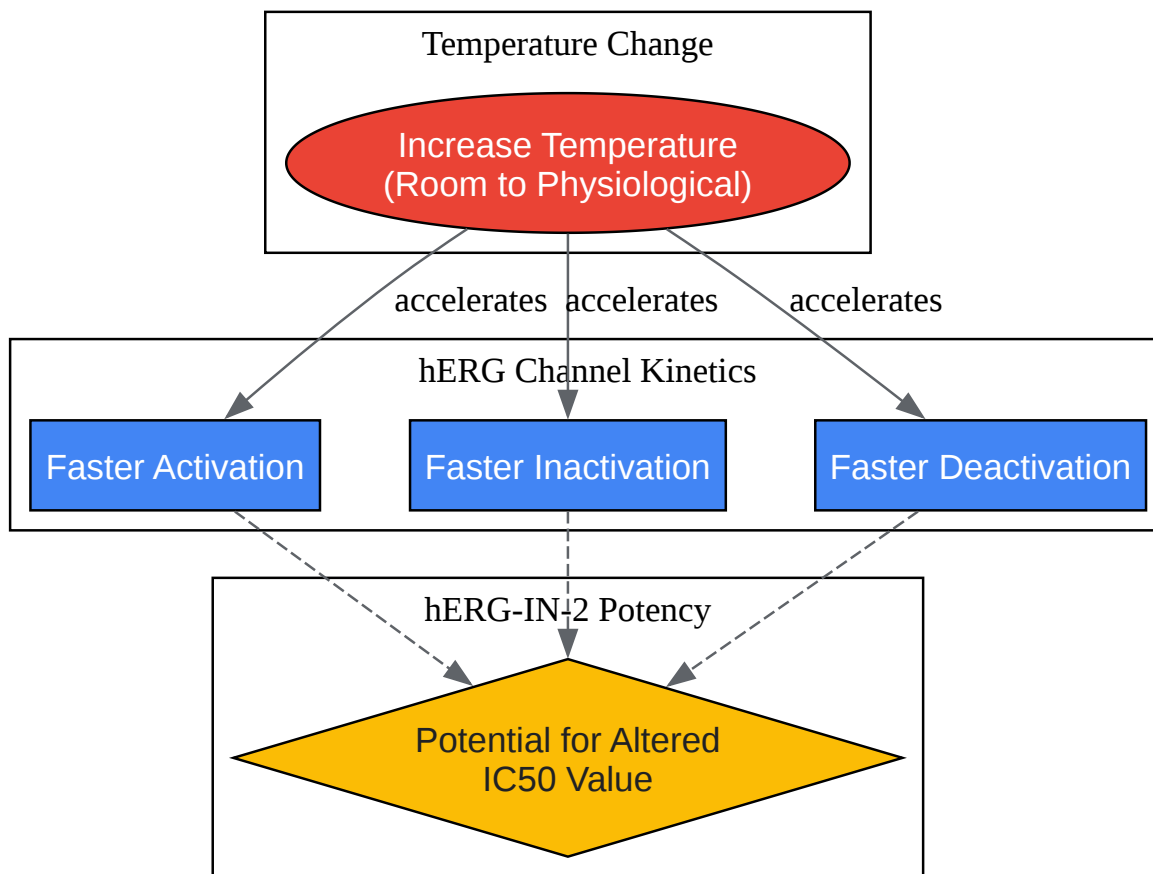 Temperature Change
Increase Temperature
(Room to Physiological)
accelerates
accelerates
accelerates
hERG Channel Kinetics
Faster Activation
Faster Inactivation
Faster Deactivation
hERG-IN-2 Potency
Potential for Altered
IC50 Value